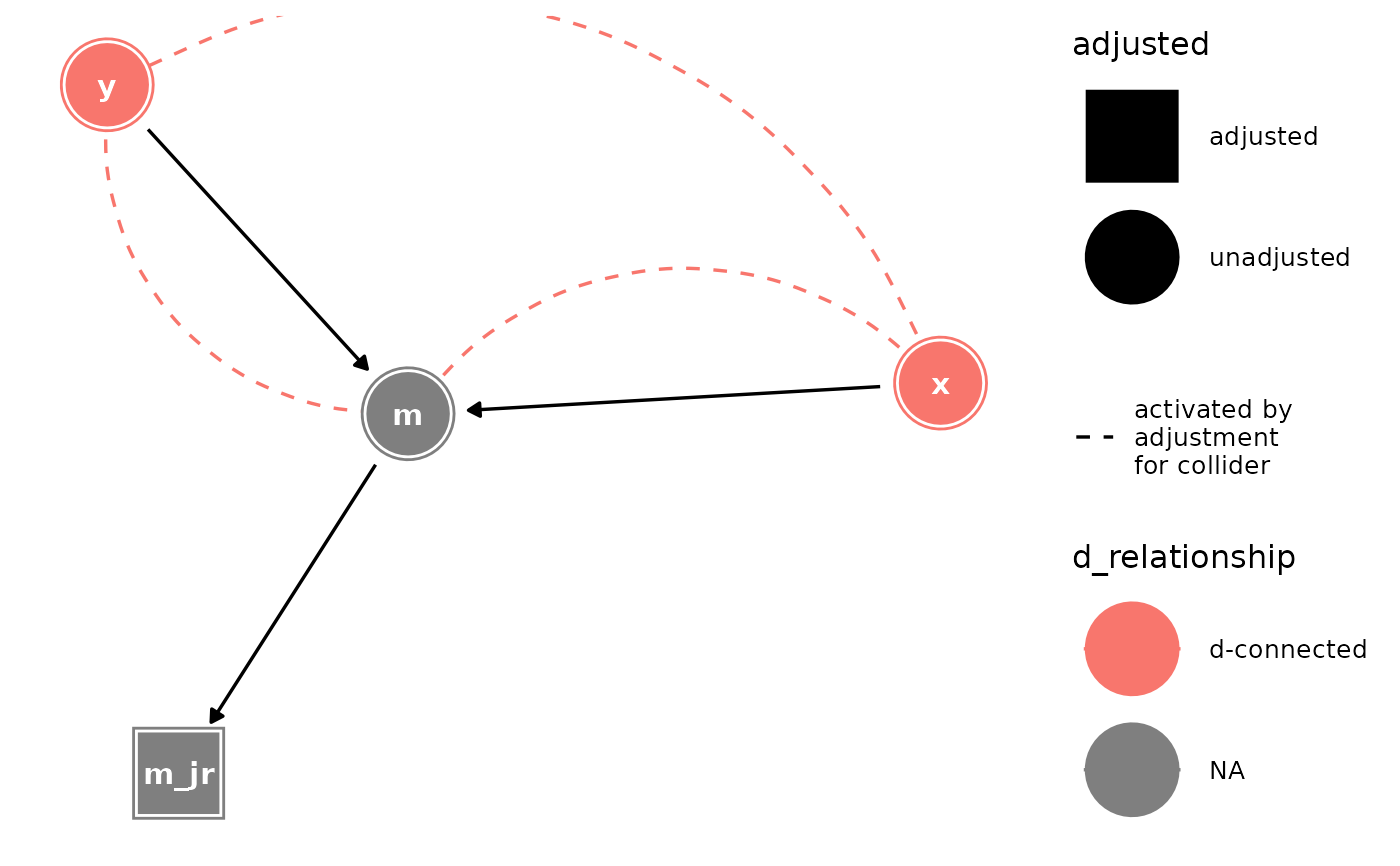 y
m
x
m_jr
adjusted
adjusted
unadjusted
activated by
adjustment
for collider
d_relationship
d-connected
NA